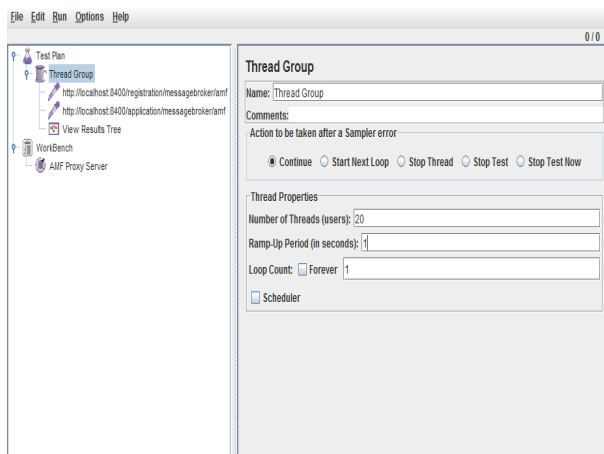 File Edit Run Options Help
0 / 0
Test Plan
Thread Group
http://localhost:8400/registration/messagebroker/amf
http://localhost:8400/application/messagebroker/amf
View Results Tree
WorkBench
AMF Proxy Server
Thread Group
Name: Thread Group
Comments:
Action to be taken after a Sampler error
Continue Start Next Loop Stop Thread Stop Test Stop Test Now
Thread Properties
Number of Threads (users): 20
Ramp-Up Period (in seconds): 1
Loop Count: Forever 1
Scheduler